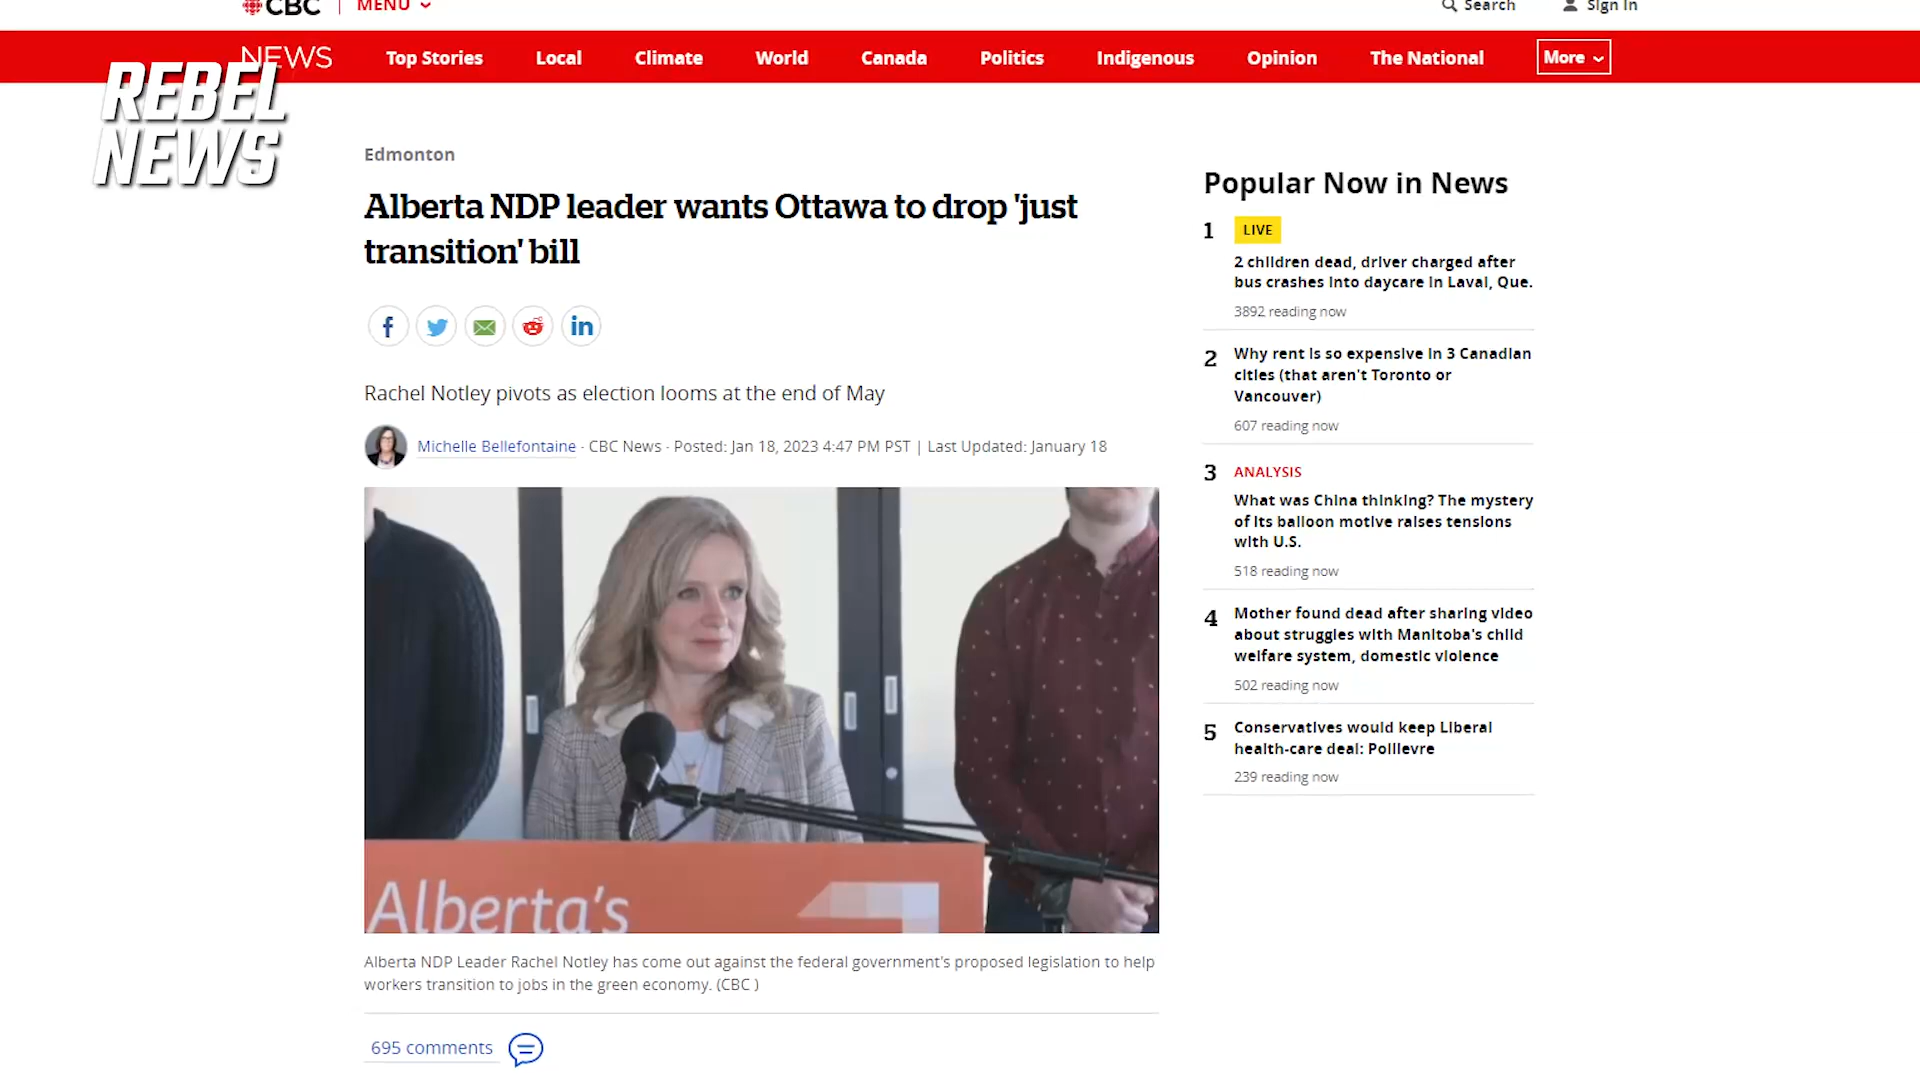 CBC
MENU
Search
Sign In
NEWS
Top Stories
Local
Climate
World
Canada
Politics
Indigenous
Opinion
The National
More
REBEL
NEWS
Edmonton
Alberta NDP leader wants Ottawa to drop 'just
transition' bill
Rachel Notley pivots as election looms at the end of May
Michelle Bellefontaine · CBC News · Posted: Jan 18, 2023 4:47 PM PST | Last Updated: January 18
Alberta's
Alberta NDP Leader Rachel Notley has come out against the federal government's proposed legislation to help
workers transition to jobs in the green economy. (CBC )
695 comments
Popular Now in News
1
LIVE
2 children dead, driver charged after
bus crashes into daycare in Laval, Que.
3892 reading now
2
Why rent is so expensive in 3 Canadian
cities (that aren't Toronto or
Vancouver)
607 reading now
3
ANALYSIS
What was China thinking? The mystery
of its balloon motive raises tensions
with U.S.
518 reading now
4
Mother found dead after sharing video
about struggles with Manitoba's child
welfare system, domestic violence
502 reading now
5
Conservatives would keep Liberal
health-care deal: Poilievre
239 reading now